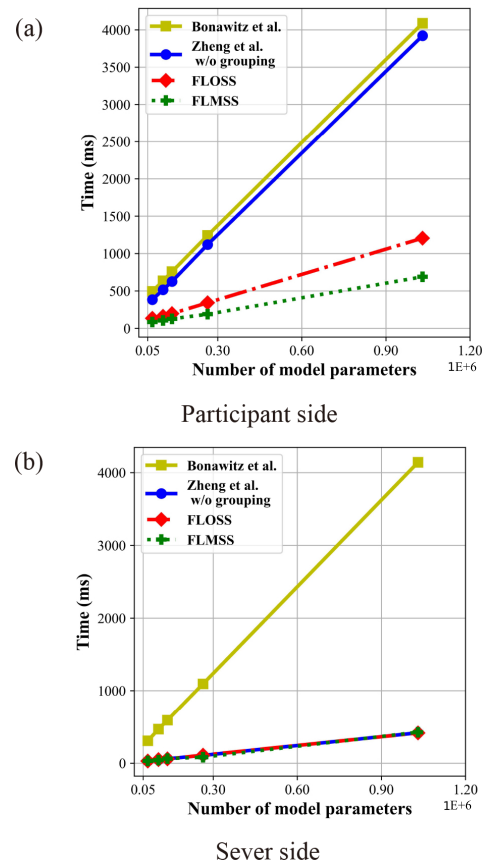 (a)
Bonawitz et al.
Zheng et al.
w/o grouping
FLOSS
FLMSS
4000
3500
3000
2500
2000
1500
1000
500
0
Time (ms)
0.05 0.30 0.60 0.90 1.20
1E+6
Number of model parameters
Participant side
(b)
Bonawitz et al.
Zheng et al.
w/o grouping
FLOSS
FLMSS
4000
3000
2000
1000
0
Time (ms)
0.05 0.30 0.60 0.90 1.20
1E+6
Number of model parameters
Sever side